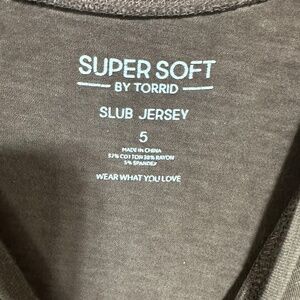 SUPER SOFT
BY TORRID
SLUB JERSEY
5
MADE IN CHINA
57% COTTON 38% RAYON
5% SPANDEX
WEAR WHAT YOU LOVE